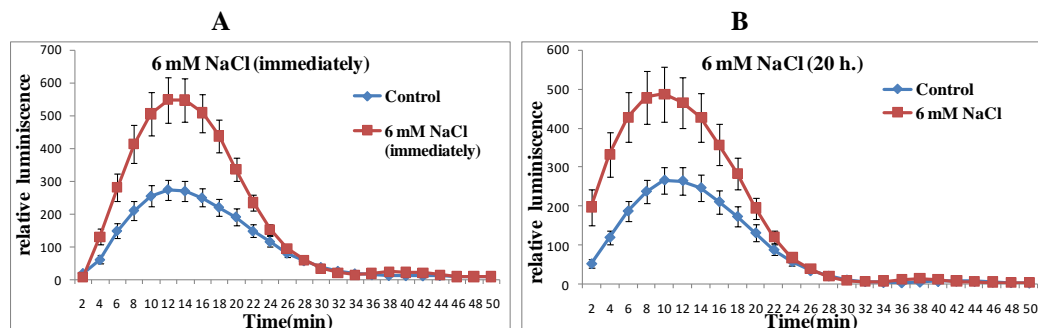 A
6 mM NaCl (immediately)
relative luminiscence
700
600
500
400
300
200
100
0
Control
6 mM NaCl
(immediately)
2 4 6 8 10 12 14 16 18 20 22 24 26 28 30 32 34 36 38 40 42 44 46 48 50
Time(min)
B
6 mM NaCl (20 h.)
relative luminiscence
600
500
400
300
200
100
0
Control
6 mM NaCl
2 4 6 8 10 12 14 16 18 20 22 24 26 28 30 32 34 36 38 40 42 44 46 48 50
Time(min)